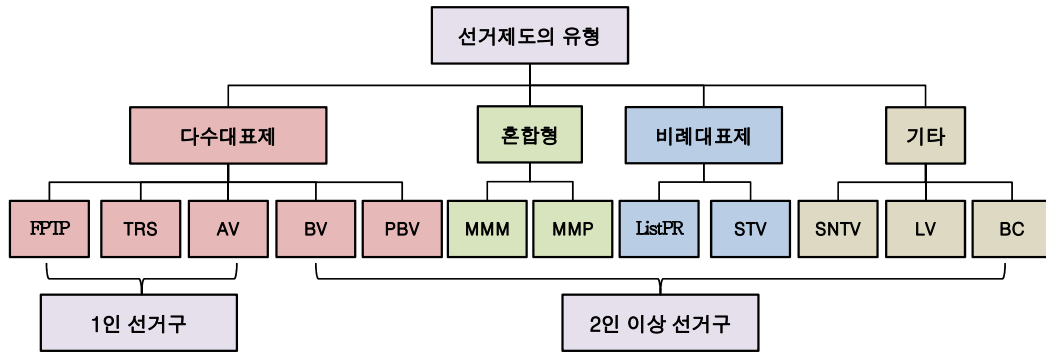 선거제도의 유형
다수대표제
혼합형
비례대표제
기타
FPTP
TRS
AV
BV
PBV
MMM
MMP
ListPR
STV
SNTV
LV
BC
1인 선거구
2인 이상 선거구